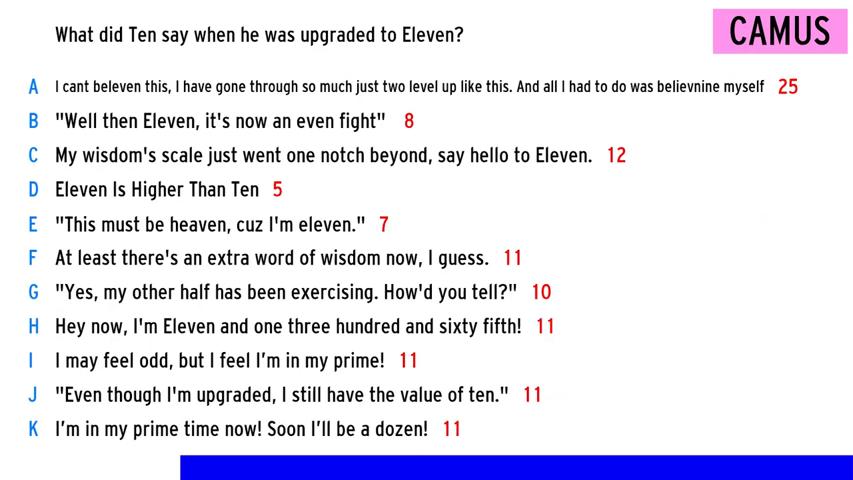 What did Ten say when he was upgraded to Eleven?
CAMUS
A I cant beleven this, I have gone through so much just two level up like this. And all I had to do was believnine myself 25
B "Well then Eleven, it's now an even fight" 8
C My wisdom's scale just went one notch beyond, say hello to Eleven. 12
D Eleven Is Higher Than Ten 5
E "This must be heaven, cuz I'm eleven." 7
F At least there's an extra word of wisdom now, I guess. 11
G "Yes, my other half has been exercising. How'd you tell?" 10
H Hey now, I'm Eleven and one three hundred and sixty fifth! 11
I I may feel odd, but I feel I’m in my prime! 11
J "Even though I'm upgraded, I still have the value of ten." 11
K I’m in my prime time now! Soon I’ll be a dozen! 11